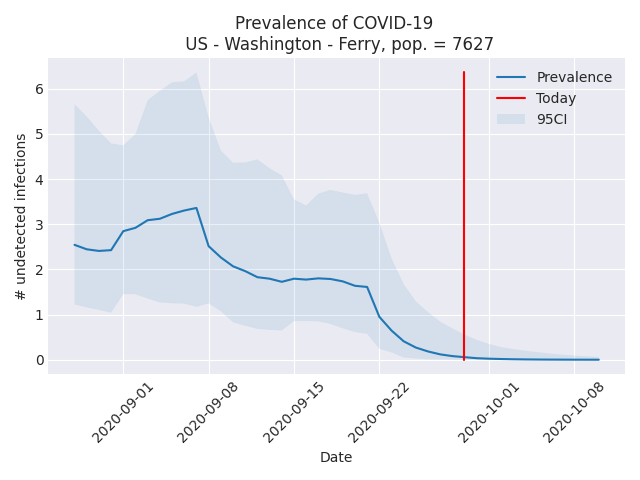 Prevalence of COVID-19
US - Washington - Ferry, pop. = 7627
Prevalence
Today
95CI
# undetected infections
6
5
4
3
2
1
0
2020-09-01
2020-09-08
2020-09-15
2020-09-22
2020-10-01
2020-10-08
Date